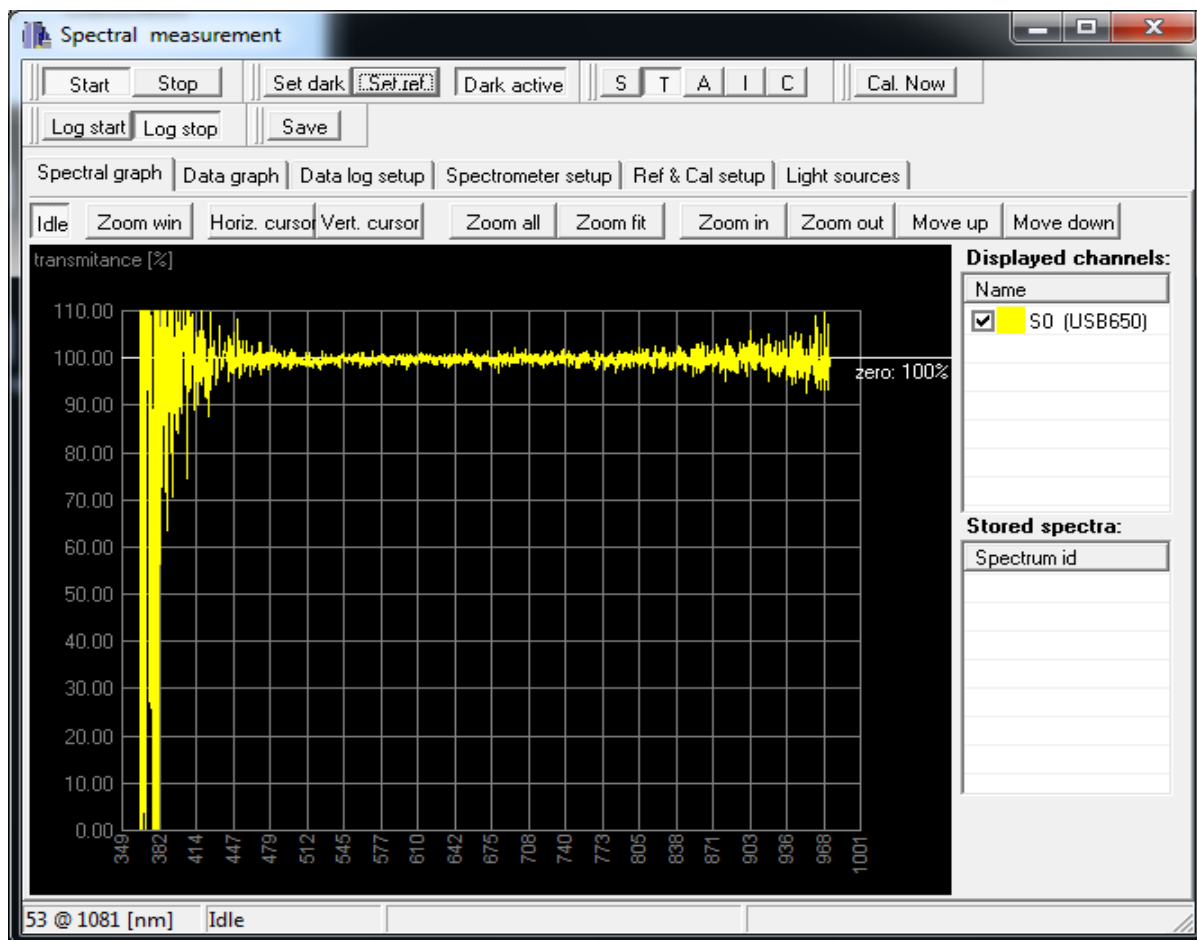 Spectral measurement
Start Stop Set dark Set ref. Dark active S T A I C Cal. Now
Log start Log stop Save
Spectral graph Data graph Data log setup Spectrometer setup Ref & Cal setup Light sources
Idle Zoom win Horiz. cursor Vert. cursor Zoom all Zoom fit Zoom in Zoom out Move up Move down
transmitance [%]
110.00
100.00
90.00
80.00
70.00
60.00
50.00
40.00
30.00
20.00
10.00
0.00
zero: 100%
349 382 414 447 479 512 545 577 610 642 675 708 740 773 805 838 871 903 936 968 1001
Displayed channels:
Name
S0 (USB650)
Stored spectra:
Spectrum id
53 @ 1081 [nm] Idle